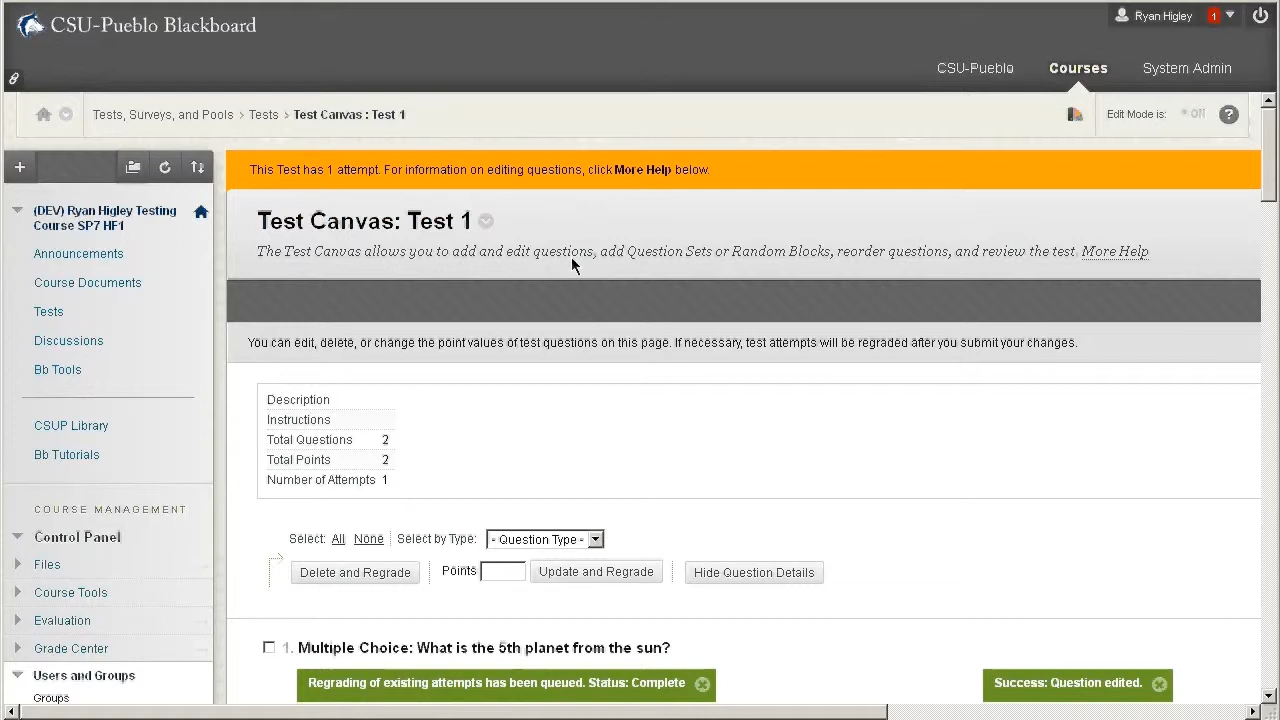 CSU-Pueblo Blackboard
Ryan Higley 1
CSU-Pueblo Courses System Admin
Tests, Surveys, and Pools > Tests > Test Canvas : Test 1
Edit Mode is: • Off ?
This Test has 1 attempt. For information on editing questions, click More Help below.
(DEV) Ryan Higley Testing
Course SP7 HF1
Announcements
Course Documents
Tests
Discussions
Bb Tools
CSUP Library
Bb Tutorials
COURSE MANAGEMENT
Control Panel
Files
Course Tools
Evaluation
Grade Center
Users and Groups
Groups
Test Canvas: Test 1
The Test Canvas allows you to add and edit questions, add Question Sets or Random Blocks, reorder questions, and review the test. More Help
You can edit, delete, or change the point values of test questions on this page. If necessary, test attempts will be regraded after you submit your changes.
Description
Instructions
Total Questions 2
Total Points 2
Number of Attempts 1
Select: All None Select by Type: - Question Type -
Delete and Regrade Points Update and Regrade Hide Question Details
1. Multiple Choice: What is the 5th planet from the sun?
Regrading of existing attempts has been queued. Status: Complete
Success: Question edited.